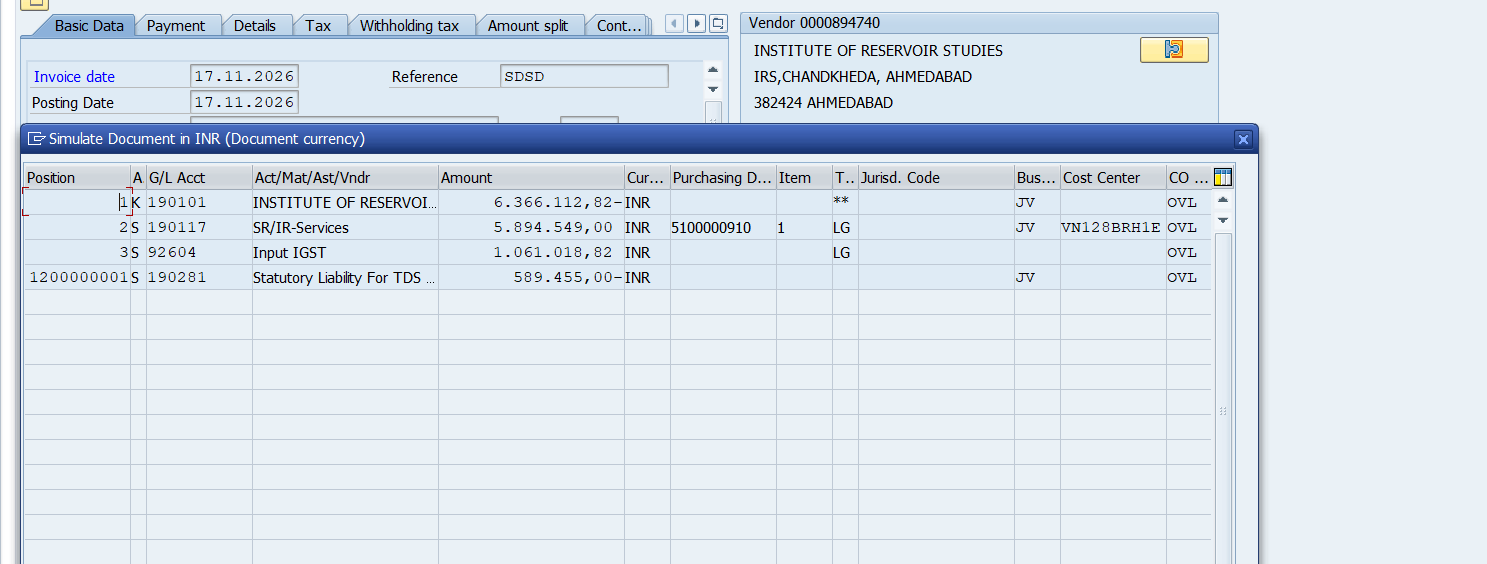 Basic Data Payment Details Tax Withholding tax Amount split Cont...
Vendor 0000894740
Invoice date 17.11.2026 Reference SDSD
INSTITUTE OF RESERVOIR STUDIES
IRS,CHANDKHEDA, AHMEDABAD
Posting Date 17.11.2026
382424 AHMEDABAD
Simulate Document in INR (Document currency)
Position A G/L Acct Act/Mat/Ast/Vndr Amount Cur... Purchasing D... Item T.. Jurisd. Code Bus... Cost Center CO ...
1 K 190101 INSTITUTE OF RESERVOI... 6.366.112,82- INR ** JV OVL
2 S 190117 SR/IR-Services 5.894.549,00 INR 5100000910 1 LG JV VN128BRH1E OVL
3 S 92604 Input IGST 1.061.018,82 INR LG OVL
1200000001 S 190281 Statutory Liability For TDS ... 589.455,00- INR JV OVL